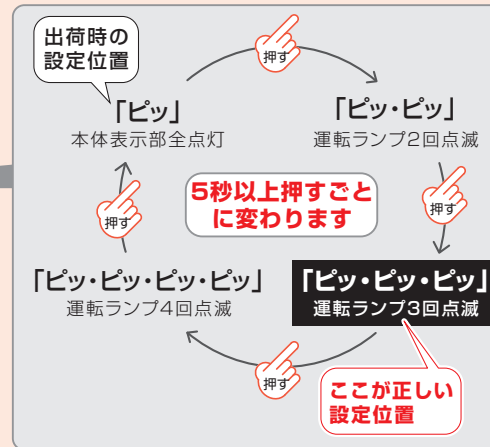 出荷時の
設定位置
押す
「ピッ」
本体表示部全点灯
「ピッ・ピッ」
運転ランプ2回点滅
押す
5秒以上押すごと
に変わります
押す
「ピッ・ピッ・ピッ・ピッ」
運転ランプ4回点滅
「ピッ・ピッ・ピッ」
運転ランプ3回点滅
押す
ここが正しい
設定位置